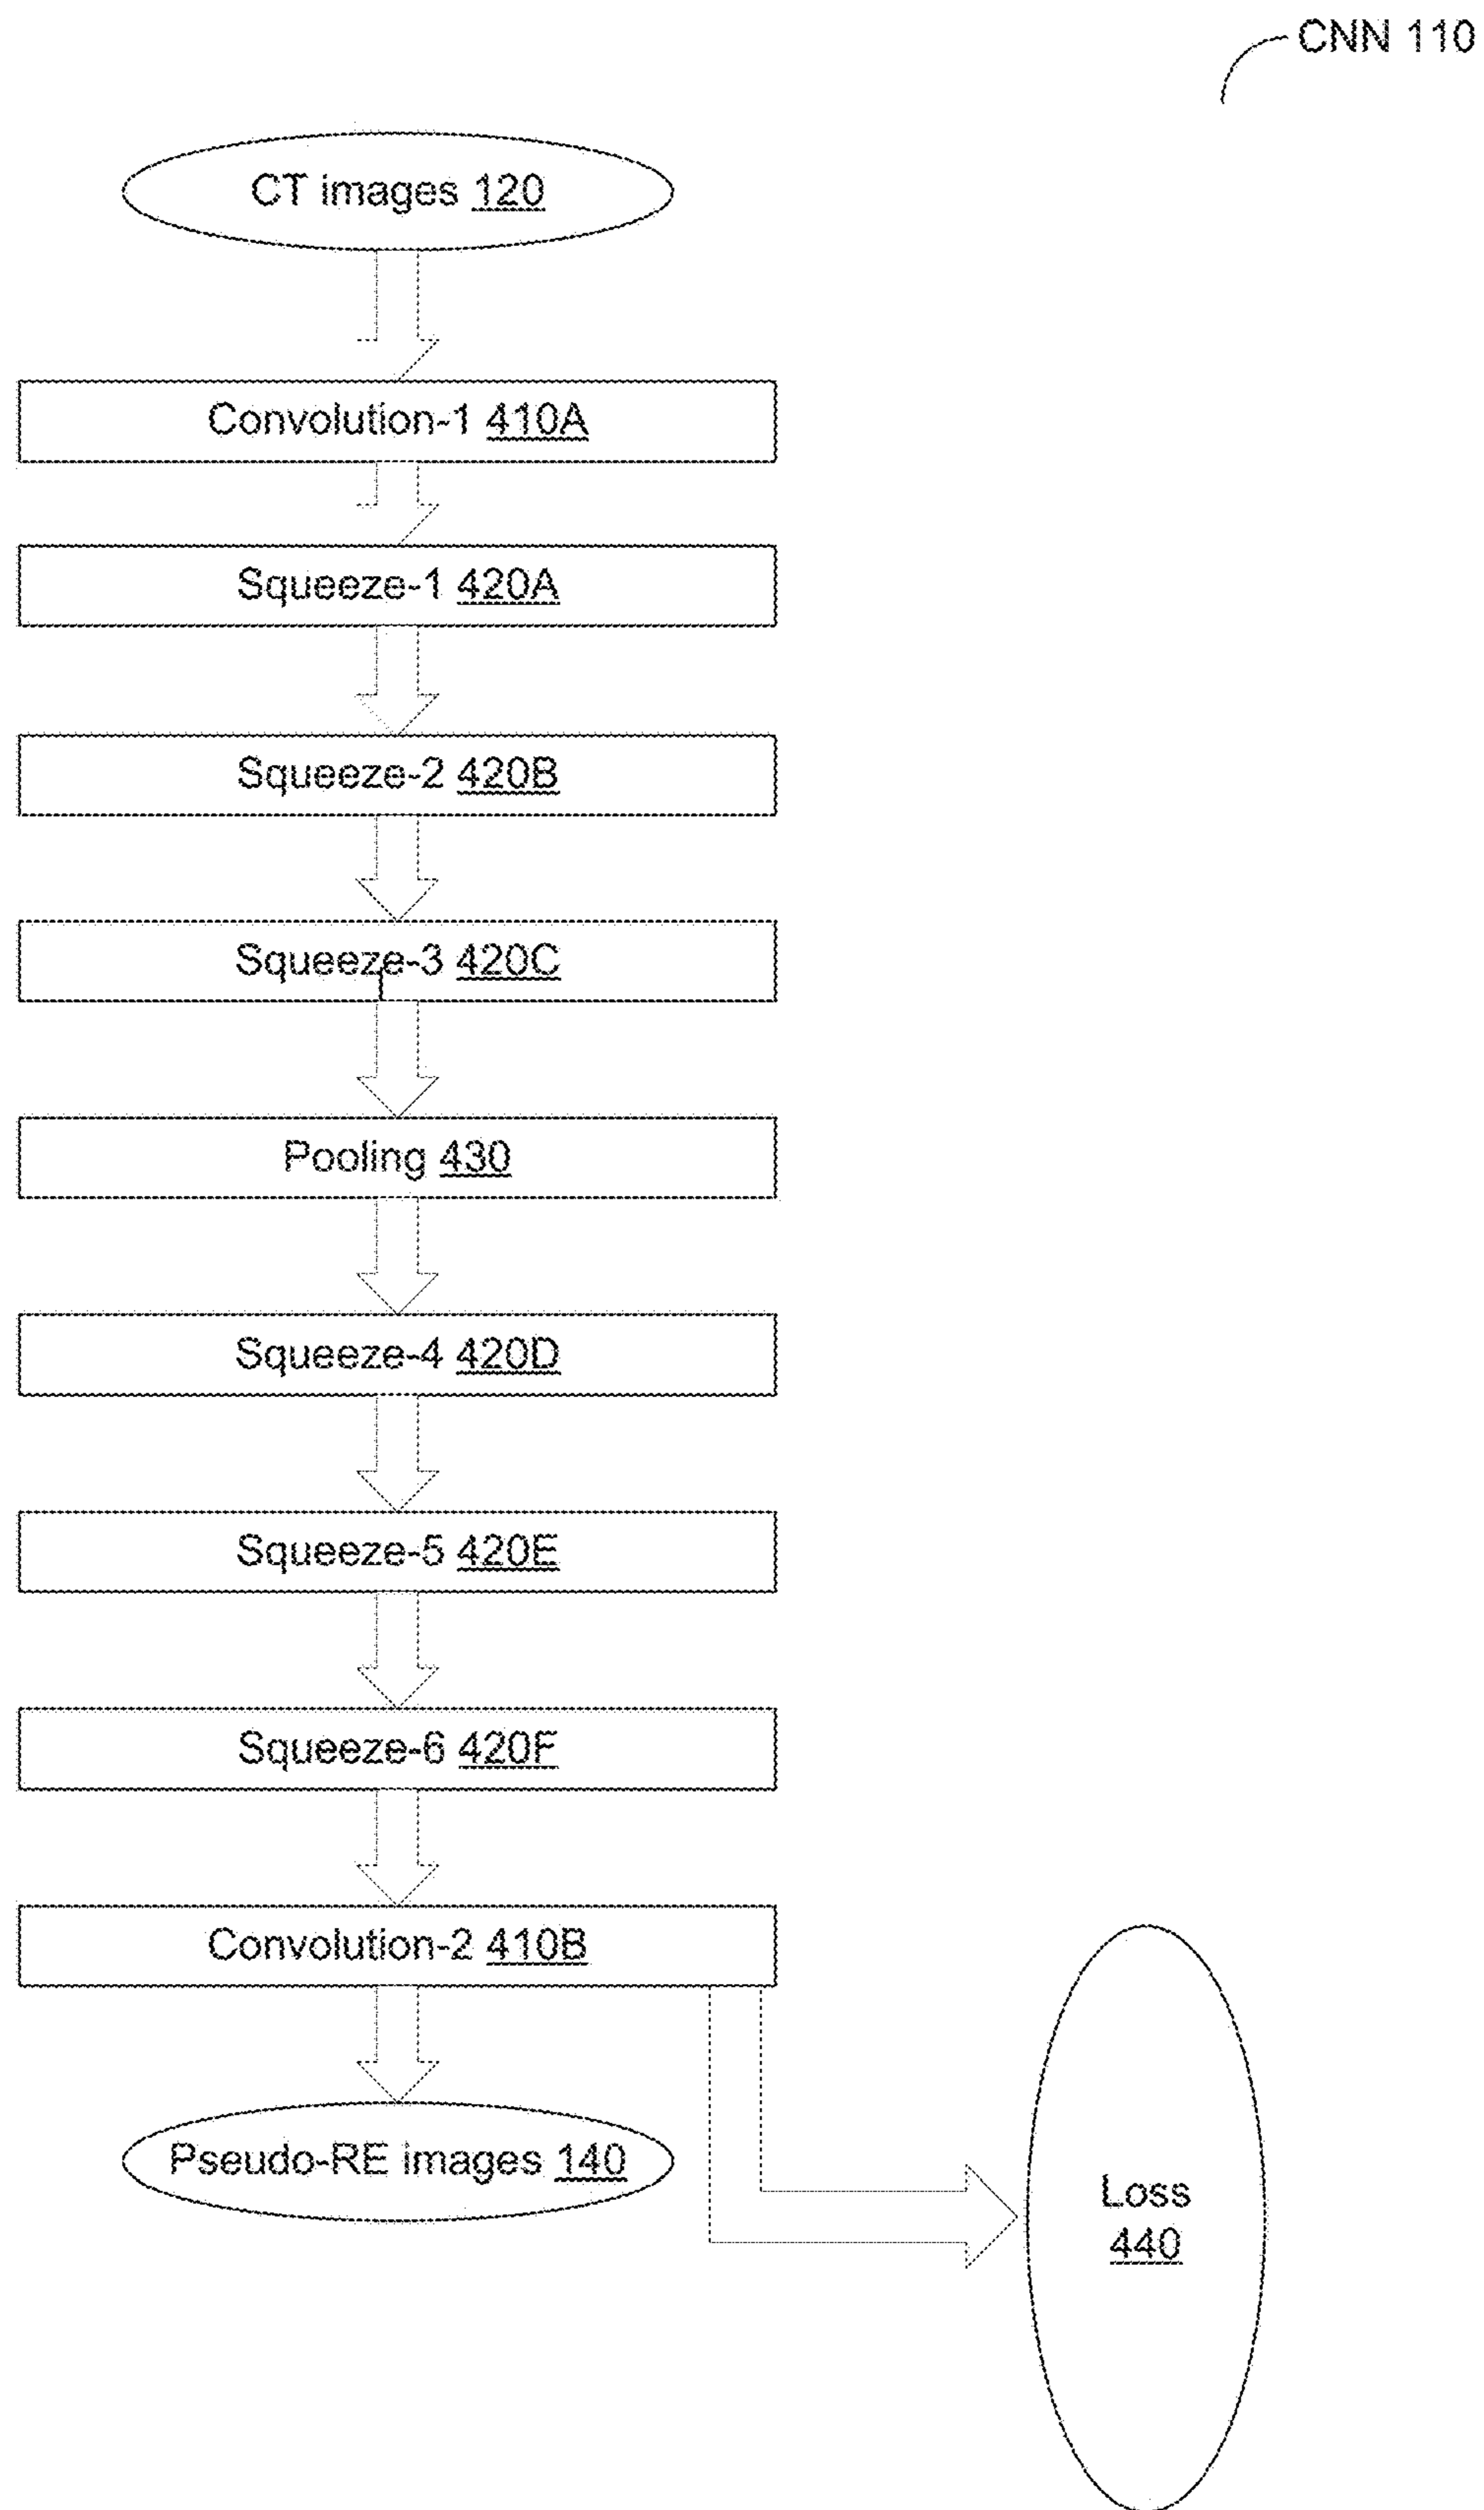 CNN 110
CT images 120
Convolution-1 410A
Squeeze-1 420A
Squeeze-2 420B
Squeeze-3 420C
Pooling 430
Squeeze-4 420D
Squeeze-5 420E
Squeeze-6 420F
Convolution-2 410B
Pseudo-RE images 140
Loss
440